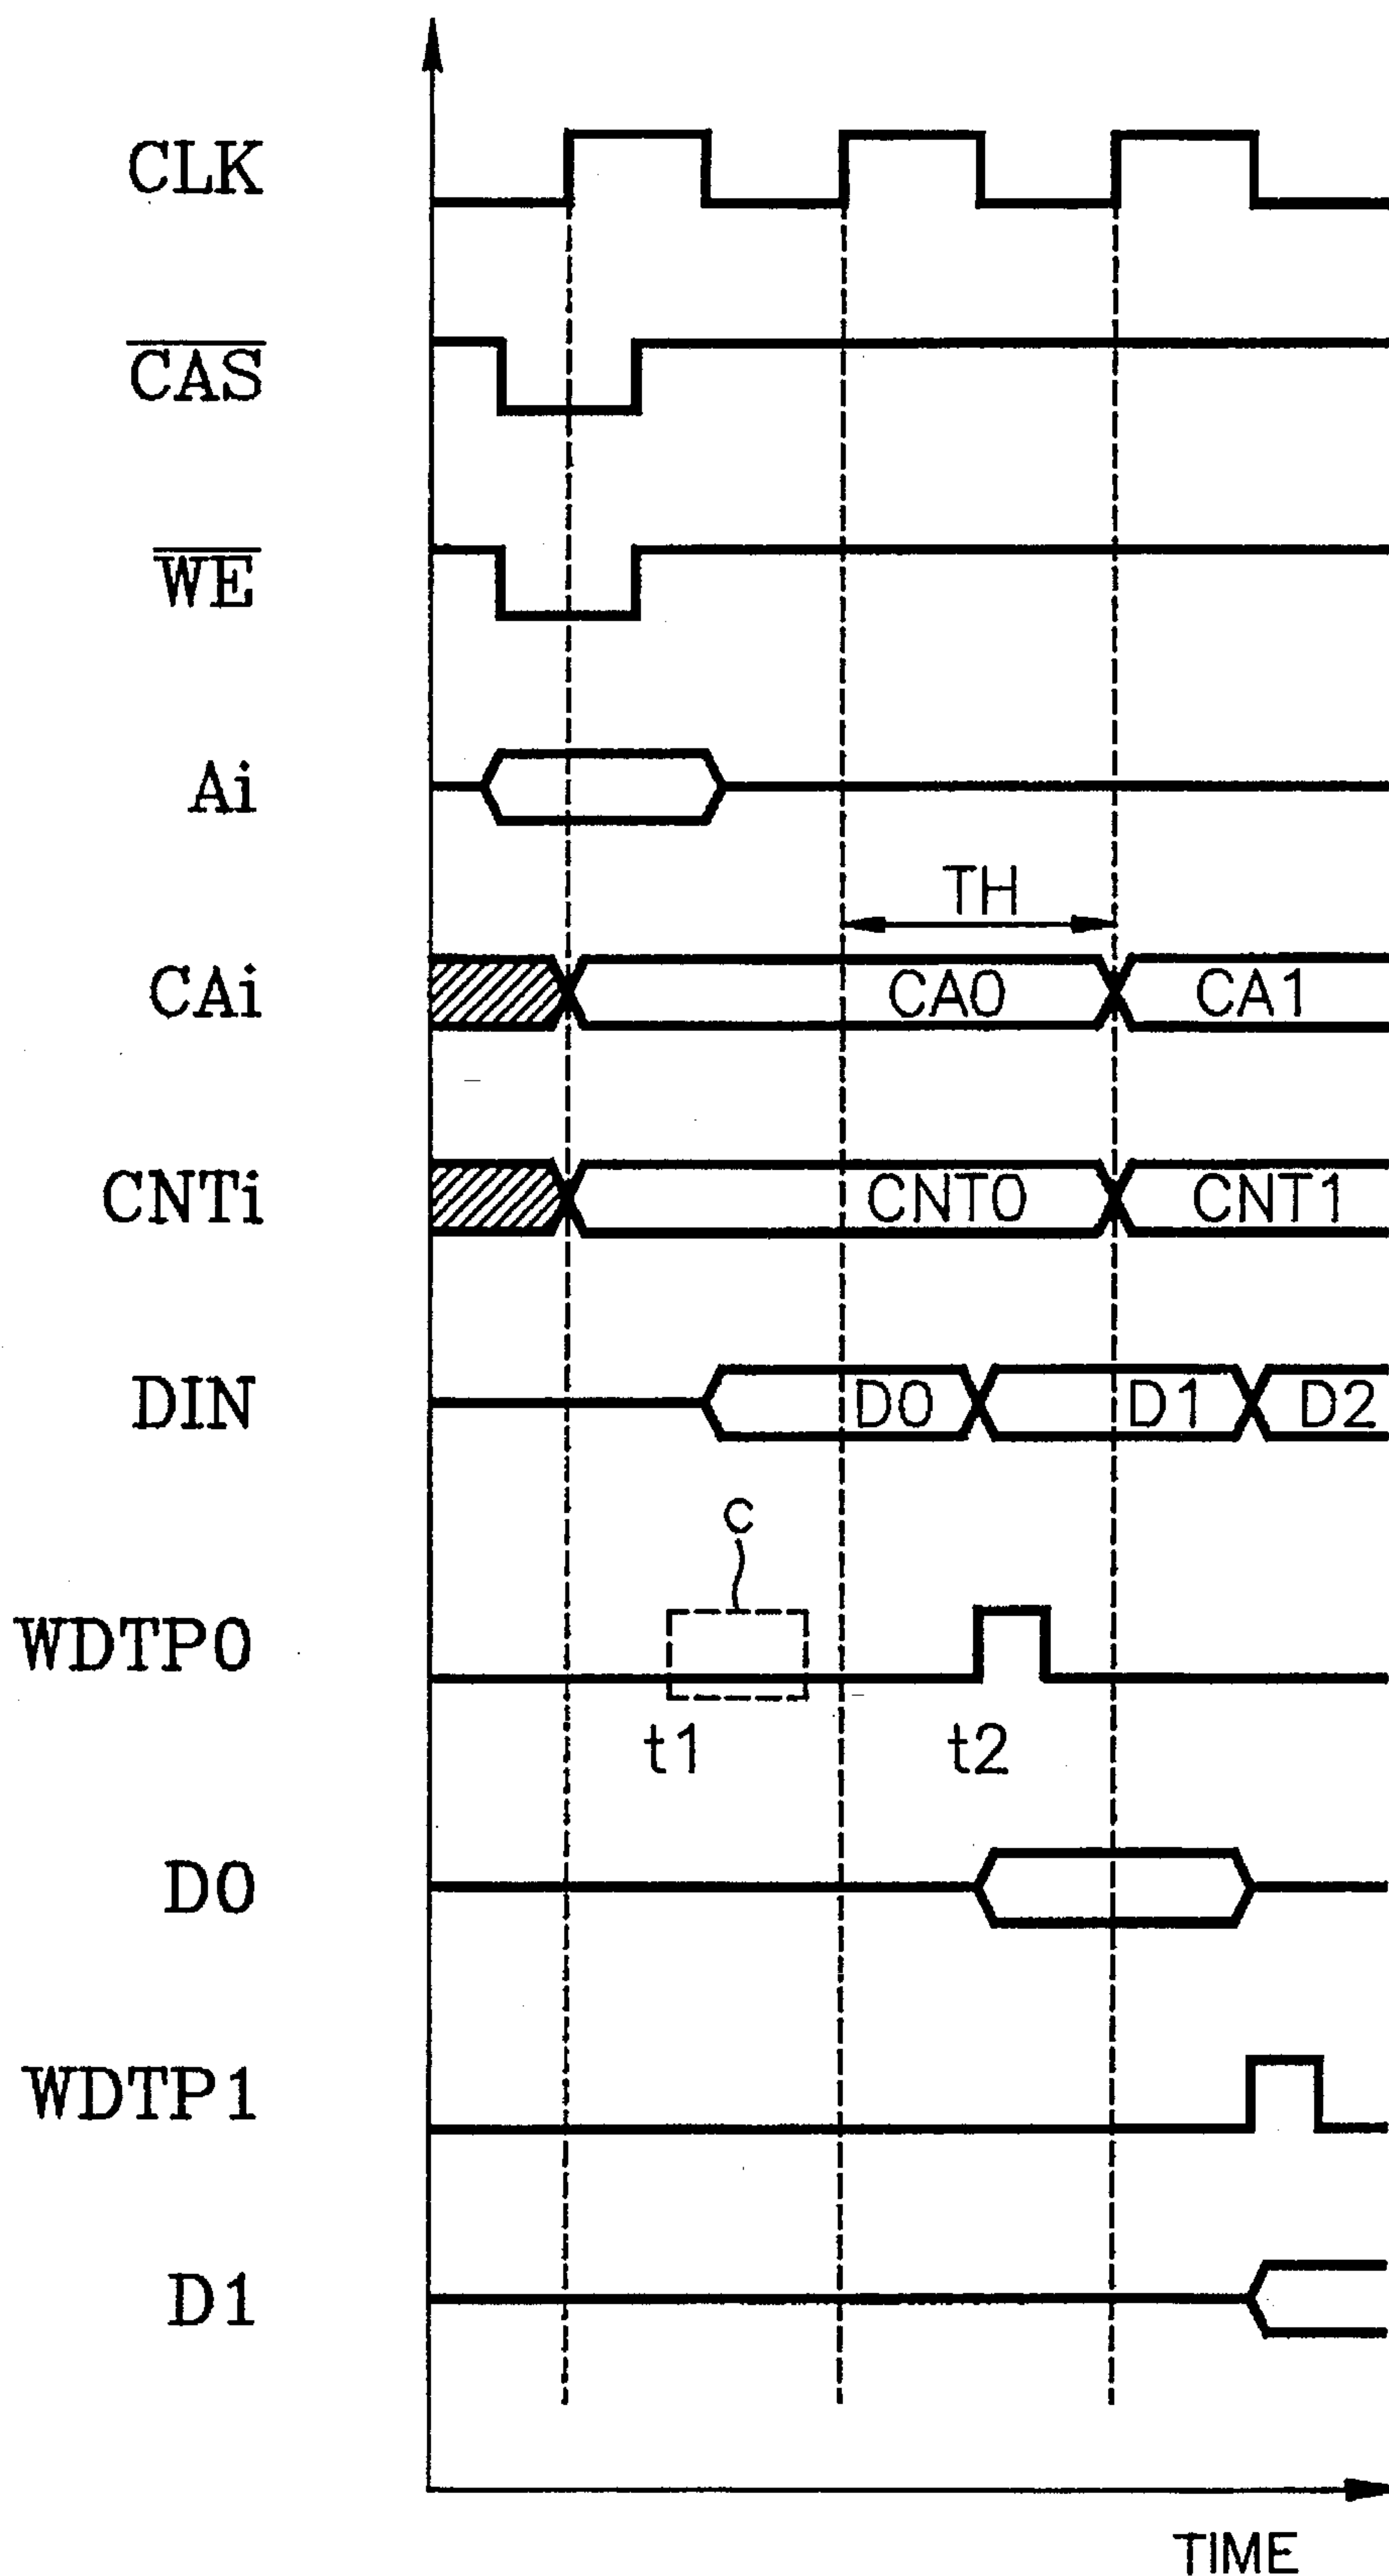 CLK
CAS
WE
Ai
TH
CAi CA0 CA1
CNTi CNT0 CNT1
DIN D0 D1 D2
C
WDTP0
t1 t2
D0
WDTP1
D1
TIME